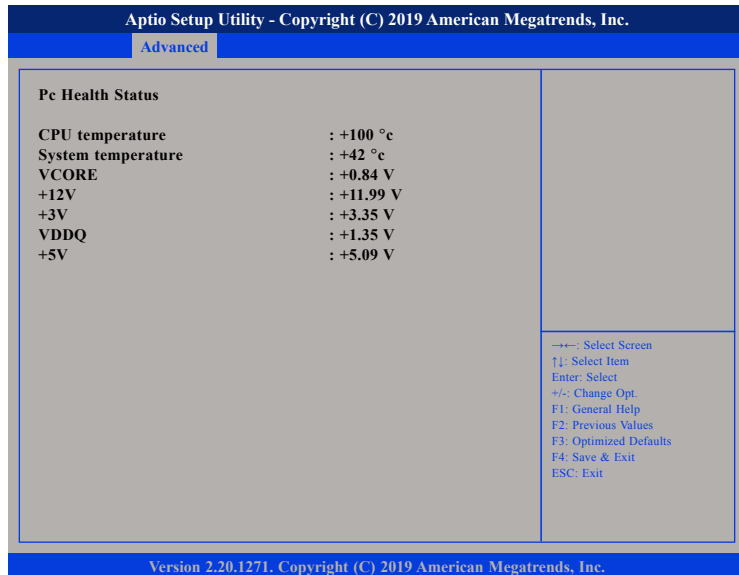 Aptio Setup Utility - Copyright (C) 2019 American Megatrends, Inc.
Advanced
Pc Health Status
CPU temperature : +100 °c
System temperature : +42 °c
VCORE : +0.84 V
+12V : +11.99 V
+3V : +3.35 V
VDDQ : +1.35 V
+5V : +5.09 V
→←: Select Screen
↑↓: Select Item
Enter: Select
+/-: Change Opt.
F1: General Help
F2: Previous Values
F3: Optimized Defaults
F4: Save & Exit
ESC: Exit
Version 2.20.1271. Copyright (C) 2019 American Megatrends, Inc.